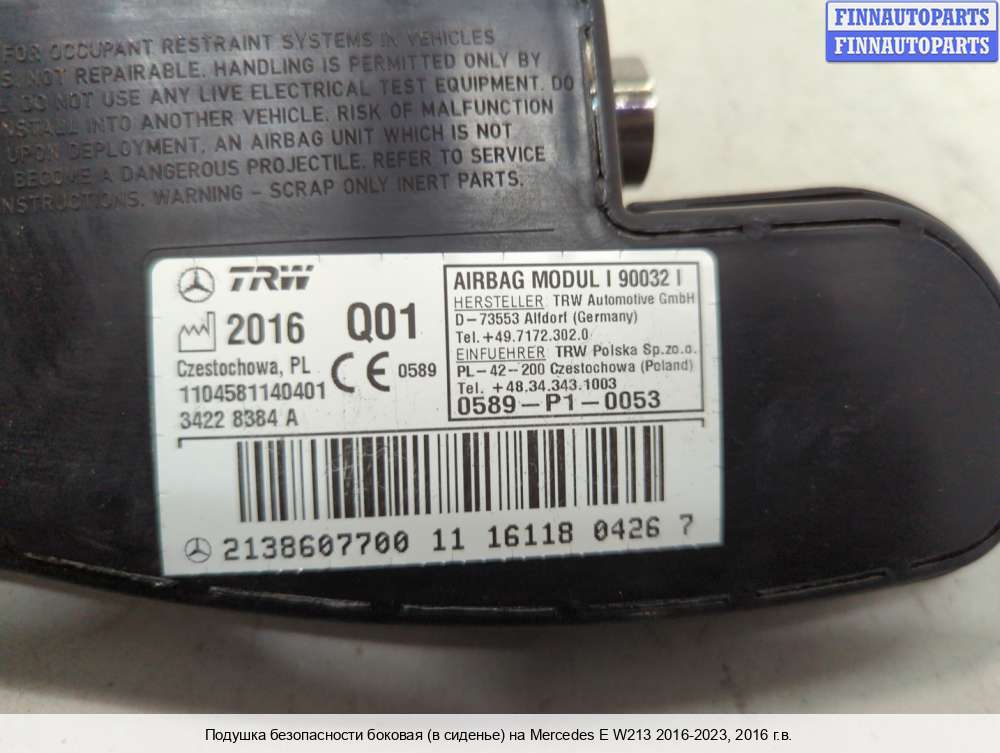 FINNAUTOPARTS
FINNAUTOPARTS
FOR OCCUPANT RESTRAINT SYSTEMS IN VEHICLES
NOT REPAIRABLE. HANDLING IS PERMITTED ONLY BY
DO NOT USE ANY LIVE ELECTRICAL TEST EQUIPMENT. DO
INTO ANOTHER VEHICLE. RISK OF MALFUNCTION
UPON DEPLOYMENT, AN AIRBAG UNIT WHICH IS NOT
BECOME A DANGEROUS PROJECTILE. REFER TO SERVICE
INSTRUCTIONS. WARNING - SCRAP ONLY INERT PARTS.
TRW
2016 Q01
Czestochowa, PL CE 0589
1104581140401
34228384 A
AIRBAG MODUL I 90032 I
HERSTELLER TRW Automotive GmbH
D-73553 Alfdorf (Germany)
Tel. +49.7172.302.0
EINFUEHRER TRW Polska Sp.zo.o.
PL-42-200 Czestochowa (Poland)
Tel. +48.34.343.1003
0589-P1-0053
2138607700 11 16118 0426 7
Подушка безопасности боковая (в сиденье) на Mercedes E W213 2016-2023, 2016 г.в.